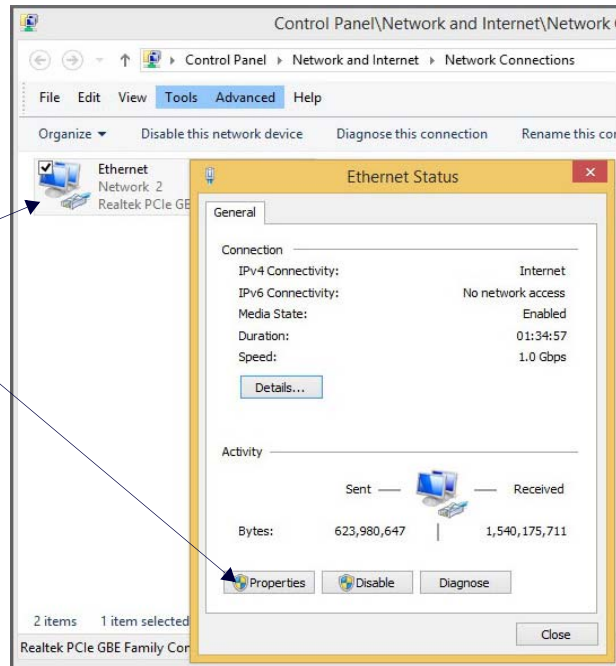 Control Panel\Network and Internet\Network
Control Panel Network and Internet Network Connections
File Edit View Tools Advanced Help
Organize Disable this network device Diagnose this connection Rename this
Ethernet
Network 2
Realtek PCIe GBE
Ethernet Status
General
Connection
IPv4 Connectivity: Internet
IPv6 Connectivity: No network access
Media State: Enabled
Duration: 01:34:57
Speed: 1.0 Gbps
Details...
Activity
Sent Received
Bytes: 623,980,647 1,540,175,711
Properties Disable Diagnose
Close
2 items 1 item selected
Realtek PCIe GBE Family